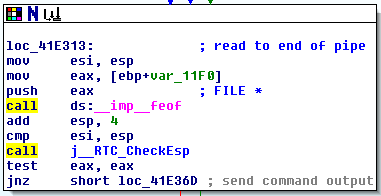 loc_41E313: ; read to end of pipe
mov esi, esp
mov eax, [ebp+var_11F0]
push eax ; FILE *
call ds:__imp__feof
add esp, 4
cmp esi, esp
call j__RTC_CheckEsp
test eax, eax
jnz short loc_41E36D ; send command output